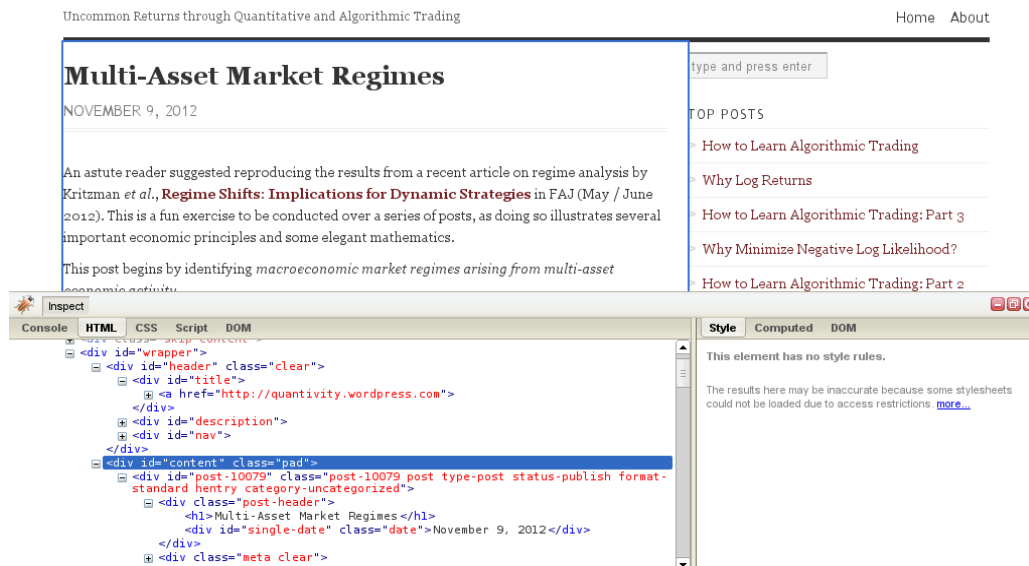 Uncommon Returns through Quantitative and Algorithmic Trading
Home About
Multi-Asset Market Regimes
type and press enter
NOVEMBER 9, 2012
TOP POSTS
How to Learn Algorithmic Trading
An astute reader suggested reproducing the results from a recent article on regime analysis by
Kritzman et al., Regime Shifts: Implications for Dynamic Strategies in FAJ (May / June
2012). This is a fun exercise to be conducted over a series of posts, as doing so illustrates several
important economic principles and some elegant mathematics.
Why Log Returns
How to Learn Algorithmic Trading: Part 3
Why Minimize Negative Log Likelihood?
How to Learn Algorithmic Trading: Part 2
This post begins by identifying macroeconomic market regimes arising from multi-asset
economic activity
Inspect
Console HTML CSS Script DOM
Style Computed DOM
<div class="skip-content">
<div id="wrapper">
<div id="header" class="clear">
<div id="title">
<a href="http://quantivity.wordpress.com">
</div>
<div id="description">
<div id="nav">
</div>
<div id="content" class="pad">
<div id="post-10079" class="post-10079 post type-post status-publish format-
standard hentry category-uncategorized">
<div class="post-header">
<h1>Multi-Asset Market Regimes</h1>
<div id="single-date" class="date">November 9, 2012</div>
</div>
<div class="meta clear">
This element has no style rules.
The results here may be inaccurate because some stylesheets
could not be loaded due to access restrictions. more...